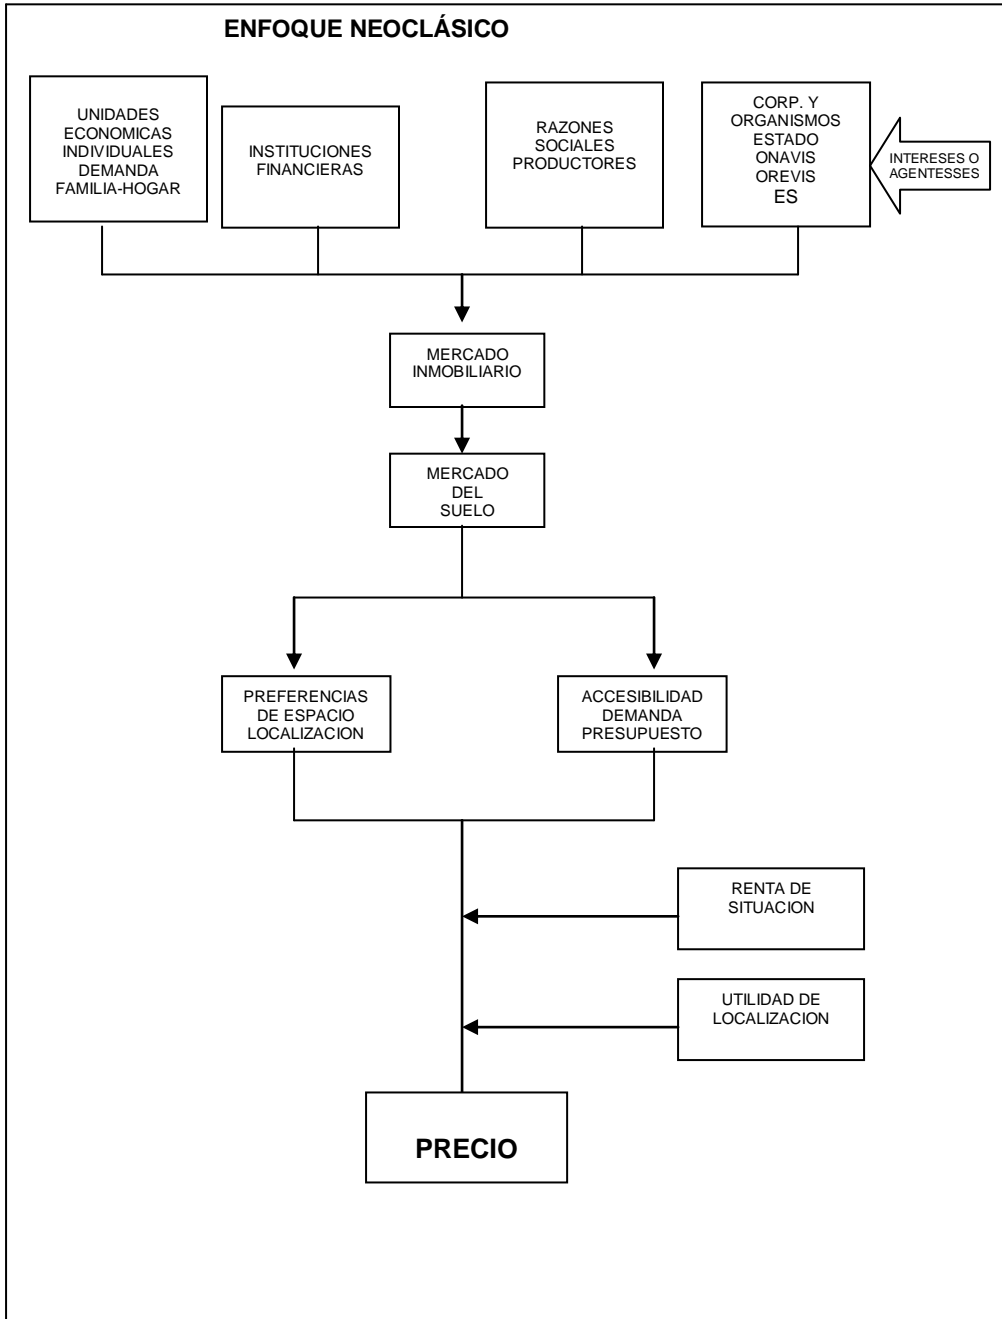 ENFOQUE NEOCLÁSICO
UNIDADES
ECONOMICAS
INDIVIDUALES
DEMANDA
FAMILIA-HOGAR
INSTITUCIONES
FINANCIERAS
RAZONES
SOCIALES
PRODUCTORES
CORP. Y
ORGANISMOS
ESTADO
ONAVIS
OREVIS
ES
INTERESES O
AGENTESSES
MERCADO
INMOBILIARIO
MERCADO
DEL
SUELO
PREFERENCIAS
DE ESPACIO
LOCALIZACION
ACCESIBILIDAD
DEMANDA
PRESUPUESTO
RENTA DE
SITUACION
UTILIDAD DE
LOCALIZACION
PRECIO